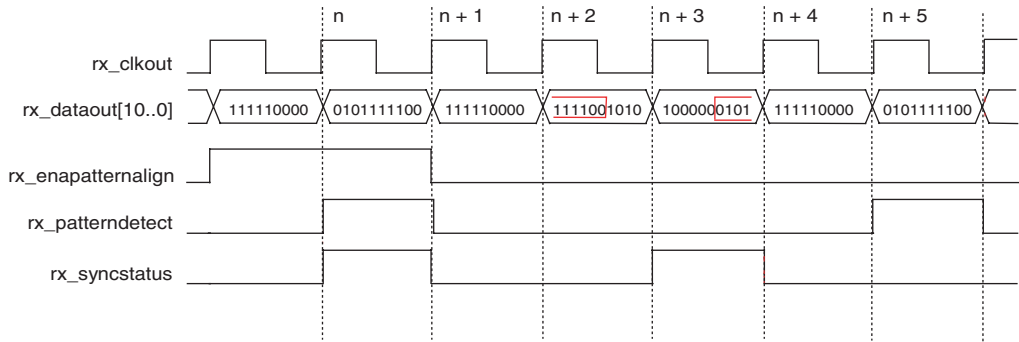 n n + 1 n + 2 n + 3 n + 4 n + 5
rx_clkout
rx_dataout[10..0] 111110000 0101111100 111110000 1111001010 1000000101 111110000 0101111100
rx_enapatternalign
rx_patterndetect
rx_syncstatus